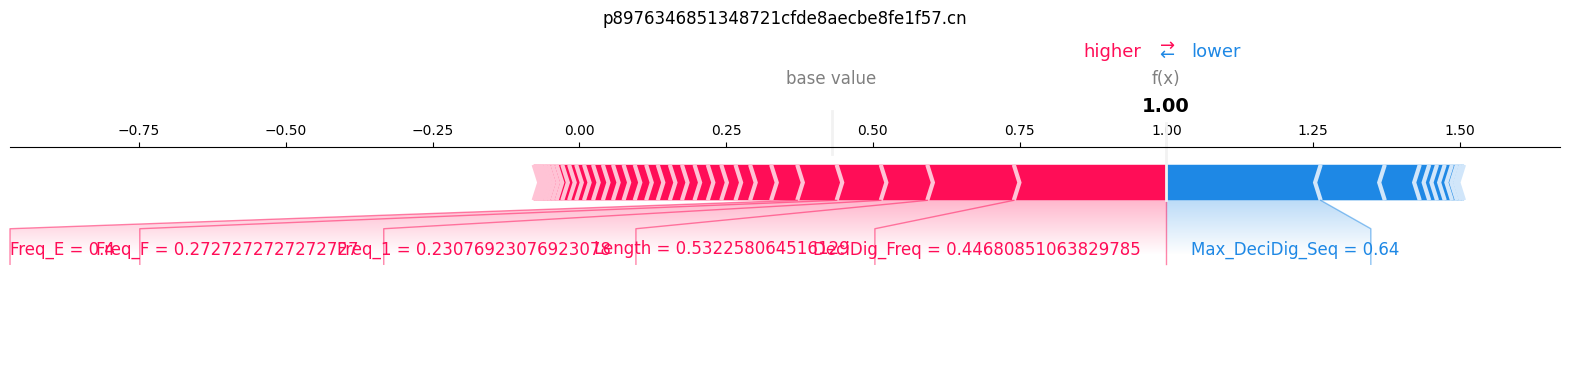 p8976346851348721cfde8aecbe8fe1f57.cn
higher ⇄ lower
base value f(x)
1.00
−0.75 −0.50 −0.25 0.00 0.25 0.50 0.75 1.00 1.25 1.50
Freq_E = 0.4 Freq_F = 0.2727272727272727 Freq_1 = 0.23076923076923078 Length = 0.532258064516129 DeciDig_Freq = 0.44680851063829785 Max_DeciDig_Seq = 0.64